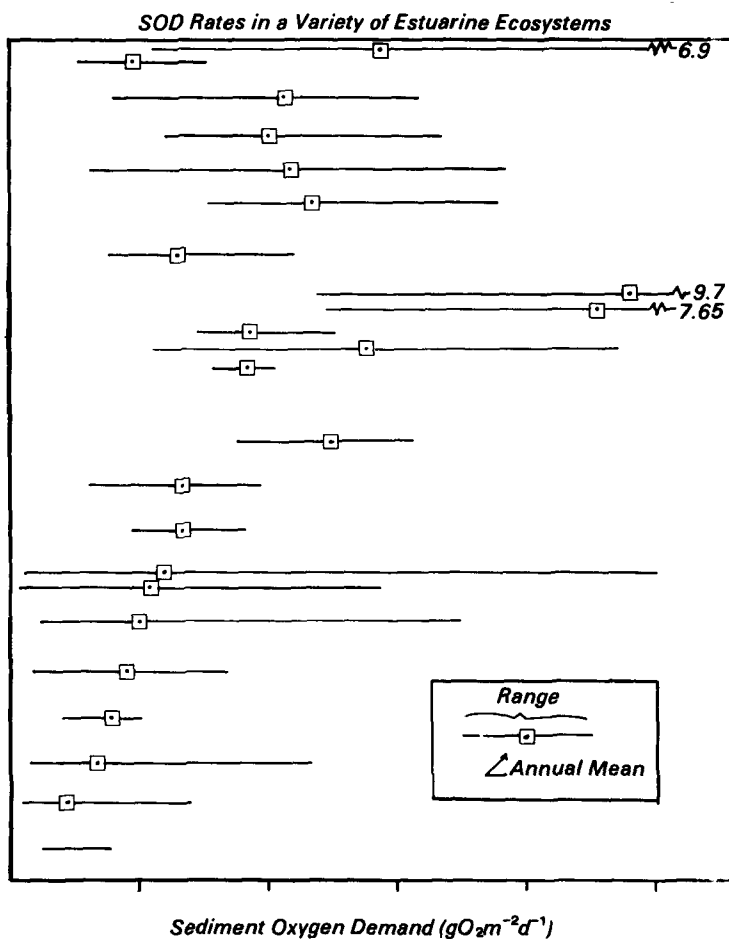 SOD Rates in a Variety of Estuarine Ecosystems
6.9
9.7
7.65
Range
Annual Mean
Sediment Oxygen Demand (gO₂m⁻²d⁻¹)